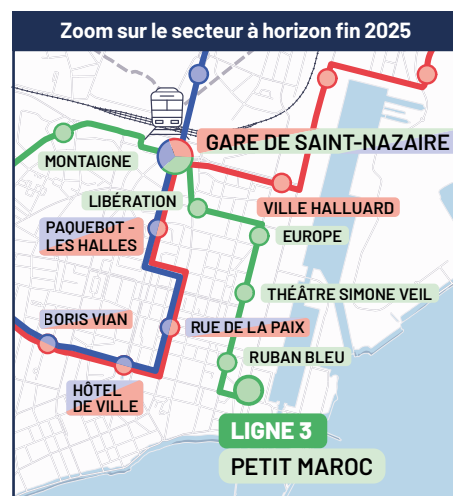 Zoom sur le secteur à horizon fin 2025
GARE DE SAINT-NAZAIRE
MONTAIGNE
LIBÉRATION
VILLE HALLUARD
PAQUEBOT -
LES HALLES
EUROPE
THÉÂTRE SIMONE VEIL
BORIS VIAN
RUE DE LA PAIX
RUBAN BLEU
HÔTEL
DE VILLE
LIGNE 3
PETIT MAROC